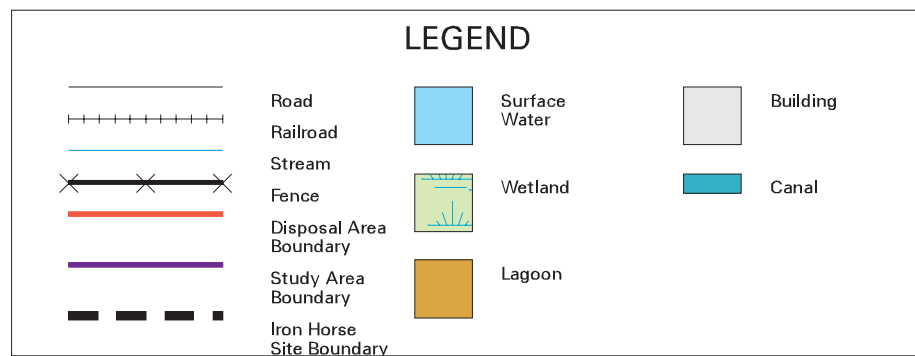 LEGEND
Road
Railroad
Stream
Fence
Disposal Area
Boundary
Study Area
Boundary
Iron Horse
Site Boundary
Surface
Water
Wetland
Lagoon
Building
Canal